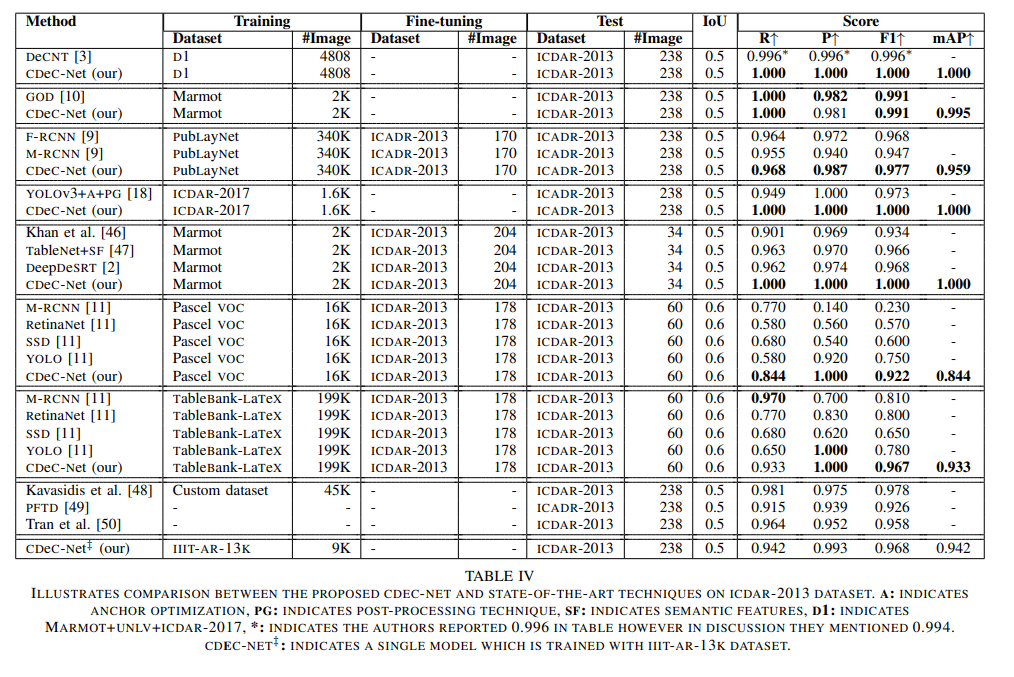 Method Training Fine-tuning Test IoU Score
Dataset #Image Dataset #Image Dataset #Image R↑ P↑ F1↑ mAP↑
DeCNT [3] D1 4808 - - ICDAR-2013 238 0.5 0.996* 0.996* 0.996* -
CDeC-Net (our) D1 4808 - - ICDAR-2013 238 0.5 1.000 1.000 1.000 1.000
GOD [10] Marmot 2K - - ICDAR-2013 238 0.5 1.000 0.982 0.991 -
CDeC-Net (our) Marmot 2K - - ICDAR-2013 238 0.5 1.000 0.981 0.991 0.995
F-RCNN [9] PubLayNet 340K ICADR-2013 170 ICDAR-2013 238 0.5 0.964 0.972 0.968
M-RCNN [9] PubLayNet 340K ICADR-2013 170 ICDAR-2013 238 0.5 0.955 0.940 0.947 -
CDeC-Net (our) PubLayNet 340K ICADR-2013 170 ICDAR-2013 238 0.5 0.968 0.987 0.977 0.959
YOLOv3+A+PG [18] ICDAR-2017 1.6K - - ICDAR-2013 238 0.5 0.949 1.000 0.973 -
CDeC-Net (our) ICDAR-2017 1.6K - - ICDAR-2013 238 0.5 1.000 1.000 1.000 1.000
Khan et al. [46] Marmot 2K ICDAR-2013 204 ICDAR-2013 34 0.5 0.901 0.969 0.934 -
TableNet+SF [47] Marmot 2K ICDAR-2013 204 ICDAR-2013 34 0.5 0.963 0.970 0.966 -
DeepDeSRT [2] Marmot 2K ICDAR-2013 204 ICDAR-2013 34 0.5 0.962 0.974 0.968 -
CDeC-Net (our) Marmot 2K ICDAR-2013 204 ICDAR-2013 34 0.5 1.000 1.000 1.000 1.000
M-RCNN [11] Pascel VOC 16K ICDAR-2013 178 ICDAR-2013 60 0.6 0.770 0.140 0.230 -
RetinaNet [11] Pascel VOC 16K ICDAR-2013 178 ICDAR-2013 60 0.6 0.580 0.560 0.570 -
SSD [11] Pascel VOC 16K ICDAR-2013 178 ICDAR-2013 60 0.6 0.680 0.540 0.600 -
YOLO [11] Pascel VOC 16K ICDAR-2013 178 ICDAR-2013 60 0.6 0.580 0.920 0.750 -
CDeC-Net (our) Pascel VOC 16K ICDAR-2013 178 ICDAR-2013 60 0.6 0.844 1.000 0.922 0.844
M-RCNN [11] TableBank-LaTeX 199K ICDAR-2013 178 ICDAR-2013 60 0.6 0.970 0.700 0.810 -
RetinaNet [11] TableBank-LaTeX 199K ICDAR-2013 178 ICDAR-2013 60 0.6 0.770 0.830 0.800 -
SSD [11] TableBank-LaTeX 199K ICDAR-2013 178 ICDAR-2013 60 0.6 0.680 0.620 0.650 -
YOLO [11] TableBank-LaTeX 199K ICDAR-2013 178 ICDAR-2013 60 0.6 0.650 1.000 0.780 -
CDeC-Net (our) TableBank-LaTeX 199K ICDAR-2013 178 ICDAR-2013 60 0.6 0.933 1.000 0.967 0.933
Kavasidis et al. [48] Custom dataset 45K - - ICDAR-2013 238 0.5 0.981 0.975 0.978 -
PFTD [49] - - - - ICADR-2013 238 0.5 0.915 0.939 0.926 -
Tran et al. [50] - - - - ICDAR-2013 238 0.5 0.964 0.952 0.958 -
CDeC-Net‡ (our) IIIT-AR-13K 9K - - ICDAR-2013 238 0.5 0.942 0.993 0.968 0.942
TABLE IV
ILLUSTRATES COMPARISON BETWEEN THE PROPOSED CDEC-NET AND STATE-OF-THE-ART TECHNIQUES ON ICDAR-2013 DATASET. A: INDICATES
ANCHOR OPTIMIZATION, PG: INDICATES POST-PROCESSING TECHNIQUE, SF: INDICATES SEMANTIC FEATURES, D1: INDICATES
MARMOT+UNLV+ICDAR-2017, *: INDICATES THE AUTHORS REPORTED 0.996 IN TABLE HOWEVER IN DISCUSSION THEY MENTIONED 0.994.
CDEC-NET‡: INDICATES A SINGLE MODEL WHICH IS TRAINED WITH IIIT-AR-13K DATASET.